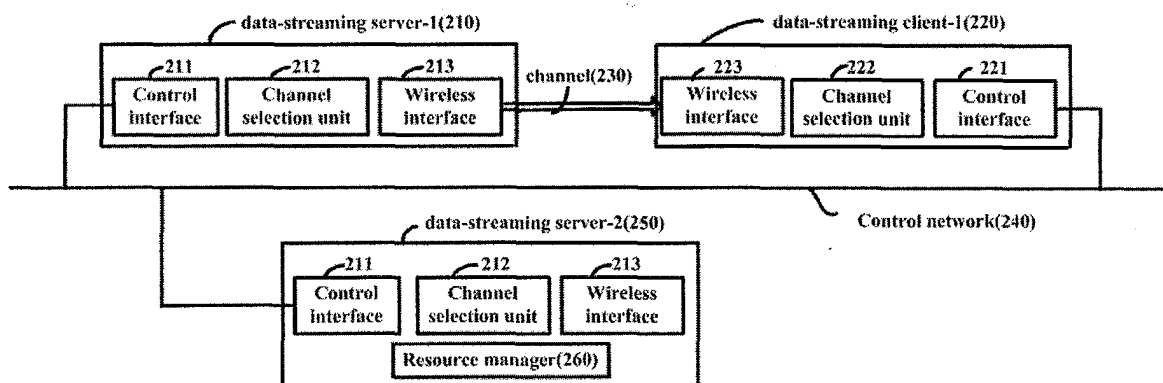 data-streaming server-1(210)
data-streaming client-1(220)
211
212
213
Control
interface
Channel
selection unit
Wireless
interface
channel(230)
223
222
221
Wireless
interface
Channel
selection unit
Control
interface
Control network(240)
data-streaming server-2(250)
211
212
213
Control
interface
Channel
selection unit
Wireless
interface
Resource manager(260)